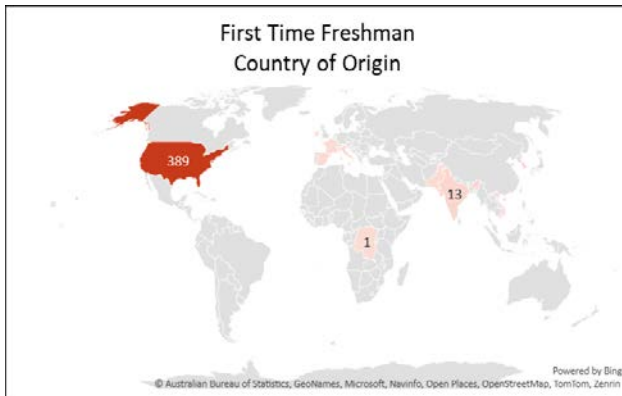 First Time Freshman
Country of Origin
389
13
1
Powered by Bing
© Australian Bureau of Statistics, GeoNames, Microsoft, Navinfo, Open Places, OpenStreetMap, TomTom, Zenrin